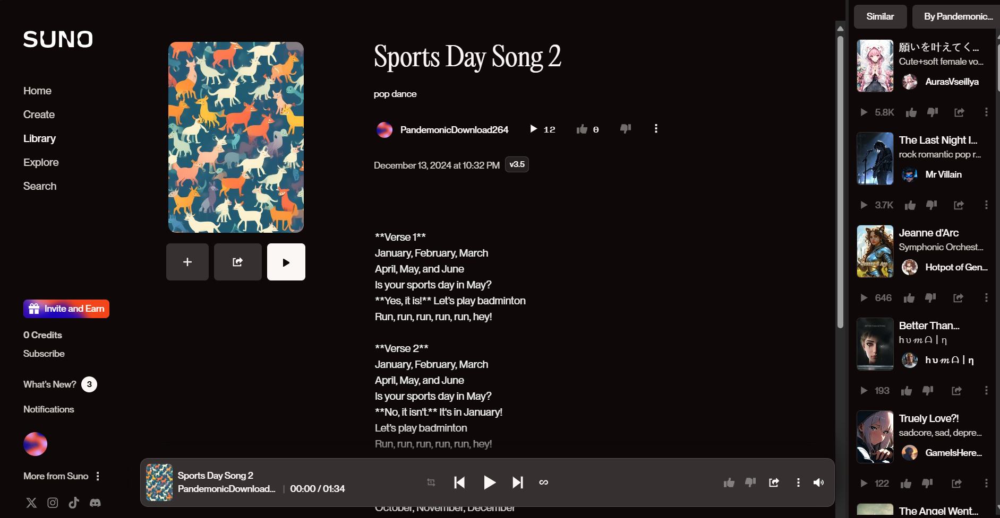 SUNO
Home
Create
Library
Explore
Search
Invite and Earn
0 Credits
Subscribe
What's New? 3
Notifications
More from Suno
Sports Day Song 2
pop dance
PandemonicDownload264 12 0
December 13, 2024 at 10:32 PM v3.5
**Verse 1**
January, February, March
April, May, and June
Is your sports day in May?
**Yes, it is!** Let’s play badminton
Run, run, run, run, run, hey!
**Verse 2**
January, February, March
April, May, and June
Is your sports day in May?
**No, it isn't.** It's in January!
Let’s play badminton
Run, run, run, run, run, hey!
October, November, December
Sports Day Song 2
PandemonicDownload... | 00:00 / 01:34
Similar By Pandemonic...
願いを叶えてく...
Cute+soft female vo...
AurasVseillya
5.8K
The Last Night I...
rock romantic pop r...
Mr Villain
3.7K
Jeanne d'Arc
Symphonic Orchest...
Hotpot of Gen...
646
Better Than...
h υ 𝓂 ᗩ | η
h υ 𝓂 ᗩ | η
193
Truely Love?!
sadcore, sad, depre...
GameIsHere...
122
The Angel Went...